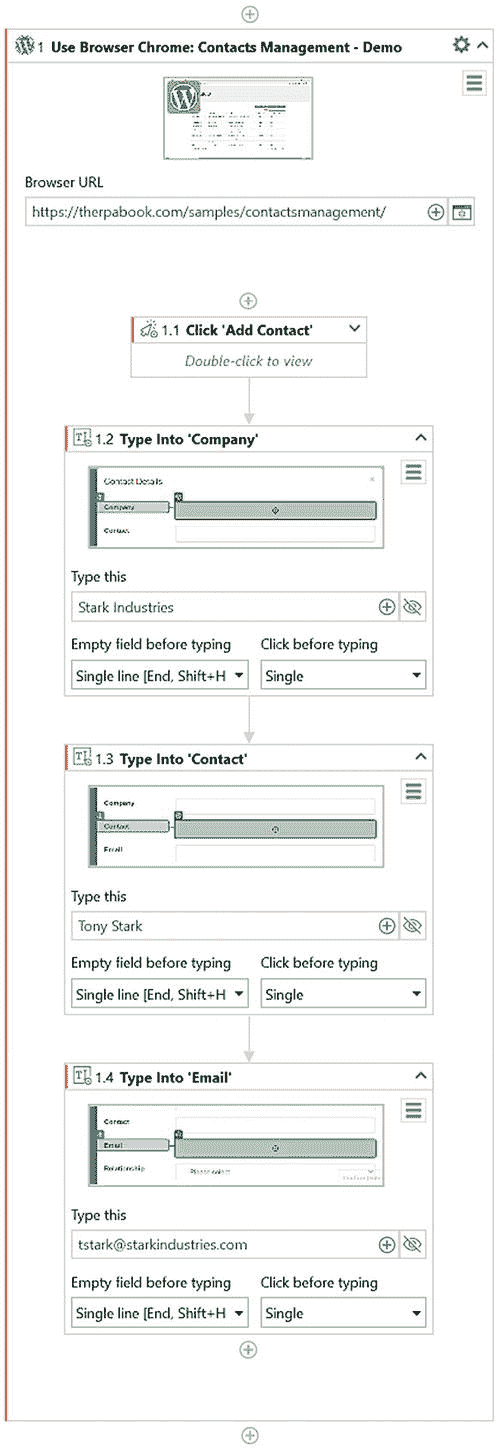 1 Use Browser Chrome: Contacts Management - Demo
Browser URL
https://therpabook.com/samples/contactsmanagement/
1.1 Click 'Add Contact'
Double-click to view
1.2 Type Into 'Company'
Contact Details
Company
Contact
Type this
Stark Industries
Empty field before typing Click before typing
Single line [End, Shift+H Single
1.3 Type Into 'Contact'
Company
Contact
Email
Type this
Tony Stark
Empty field before typing Click before typing
Single line [End, Shift+H Single
1.4 Type Into 'Email'
Contact
Email
Relationship Please select
Type this
tstark@starkindustries.com
Empty field before typing Click before typing
Single line [End, Shift+H Single